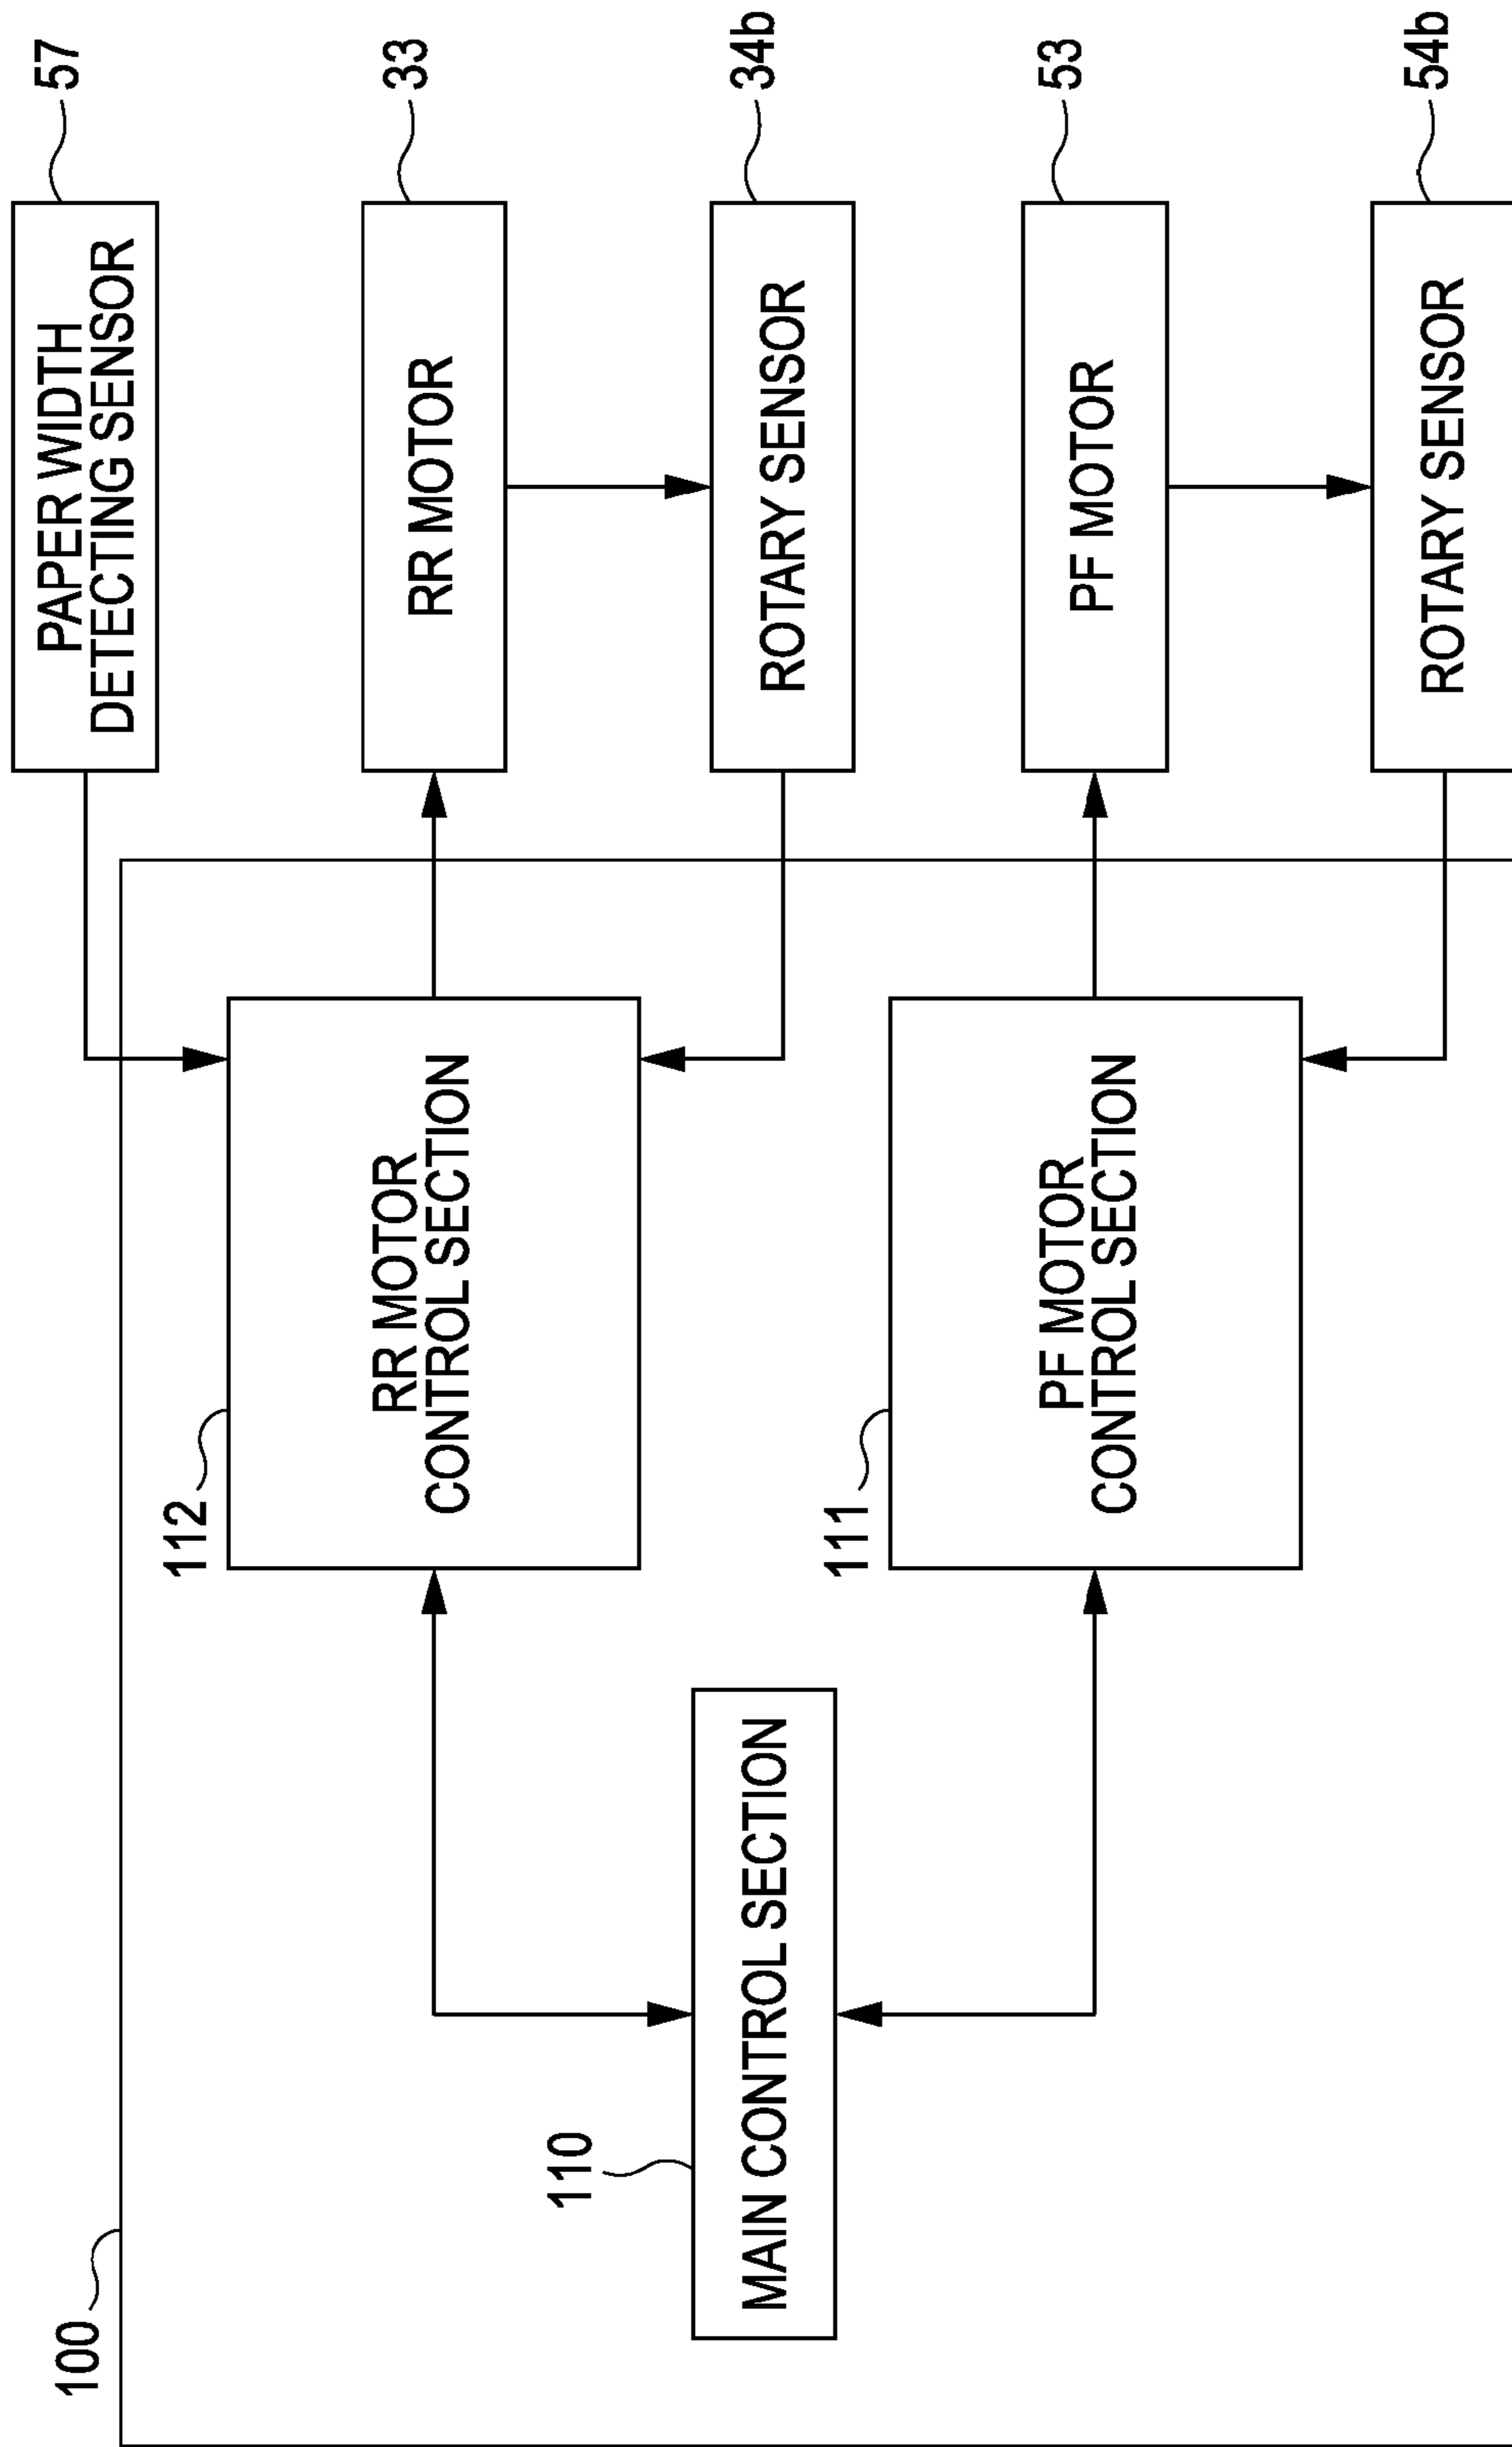 100
110
MAIN CONTROL SECTION
112
RR MOTOR
CONTROL SECTION
111
PF MOTOR
CONTROL SECTION
PAPER WIDTH
DETECTING SENSOR
57
RR MOTOR
33
ROTARY SENSOR
34b
PF MOTOR
53
ROTARY SENSOR
54b